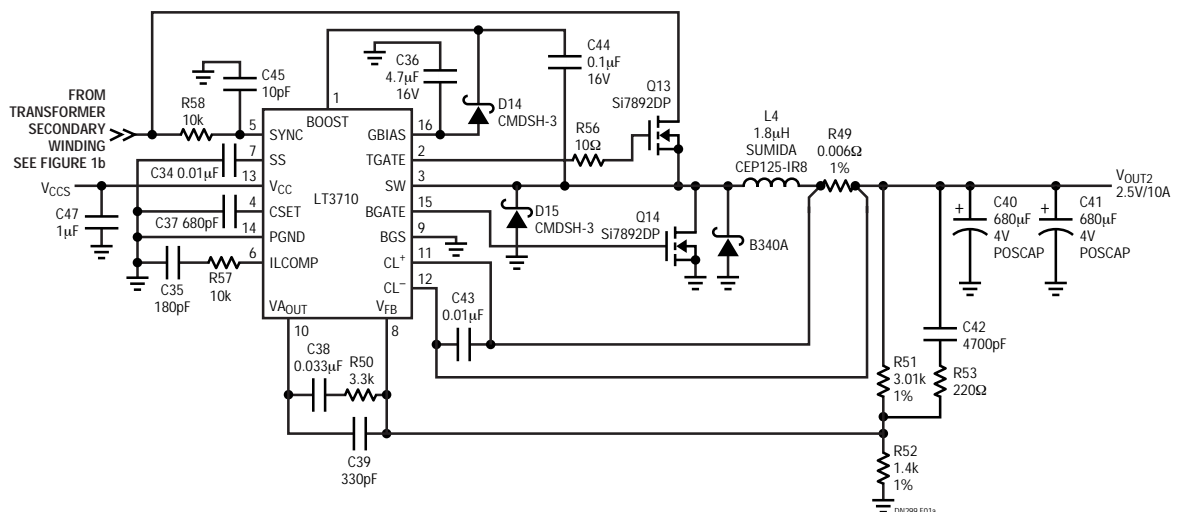 FROM
TRANSFORMER
SECONDARY
WINDING
SEE FIGURE 1b
R58
10k
C45
10pF
C36
4.7µF
16V
D14
CMDSH-3
C44
0.1µF
16V
Q13
Si7892DP
L4
1.8µH
SUMIDA
CEP125-IR8
R49
0.006Ω
1%
VOUT2
2.5V/10A
R56
10Ω
1
BOOST
5
SYNC
GBIAS
16
7
SS
TGATE
2
C34 0.01µF
VCCS
13
VCC
SW
3
LT3710
C47
1µF
C37 680pF
4
CSET
BGATE
15
14
PGND
BGS
9
6
ILCOMP
CL+
11
CL–
12
C35
180pF
R57
10k
VAOUT
VFB
10
8
D15
CMDSH-3
Q14
Si7892DP
B340A
+
C40
680µF
4V
POSCAP
+
C41
680µF
4V
POSCAP
C43
0.01µF
C42
4700pF
C38
0.033µF
R50
3.3k
R51
3.01k
1%
R53
220Ω
C39
330pF
R52
1.4k
1%
DN299 F01a